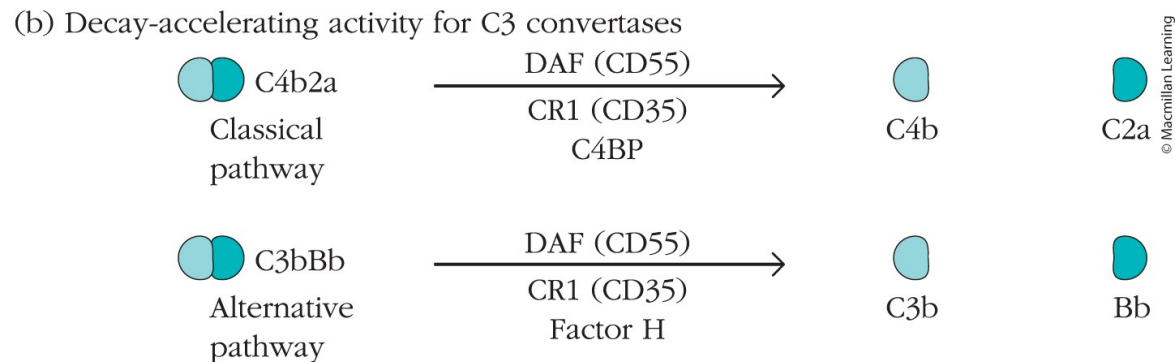 (b) Decay-accelerating activity for C3 convertases
C4b2a
Classical
pathway
DAF (CD55)
CR1 (CD35)
C4BP
C4b
C2a
C3bBb
Alternative
pathway
DAF (CD55)
CR1 (CD35)
Factor H
C3b
Bb
© Macmillan Learning